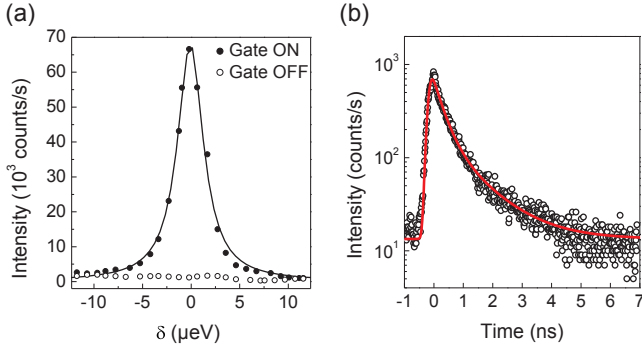 (a)
70
60
50
40
30
20
10
0
Intensity (10³ counts/s)
Gate ON
Gate OFF
-10 -5 0 5 10
δ (µeV)
(b)
10³
10²
10¹
Intensity (counts/s)
-1 0 1 2 3 4 5 6 7
Time (ns)